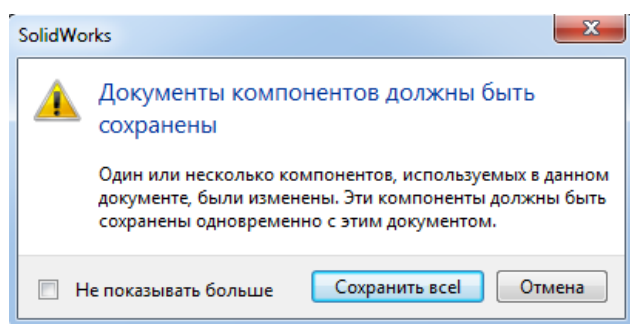 SolidWorks
Документы компонентов должны быть
сохранены
Один или несколько компонентов, используемых в данном
документе, были изменены. Эти компоненты должны быть
сохранены одновременно с этим документом.
Не показывать больше
Сохранить всеl
Отмена